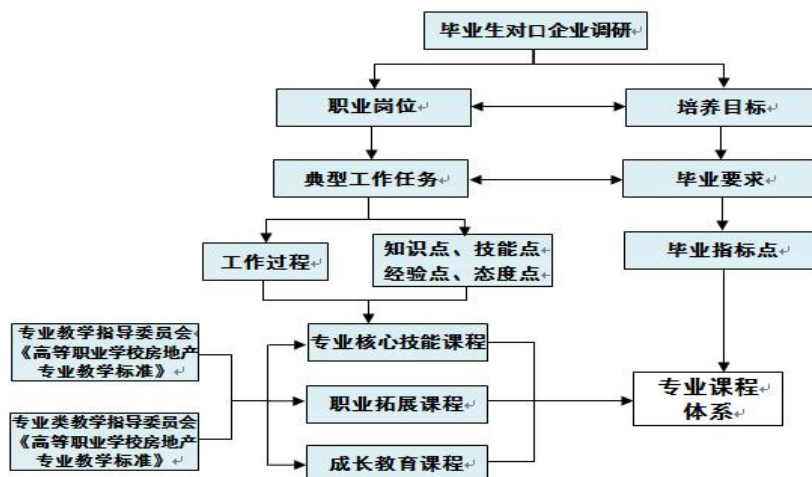 毕业生对口企业调研
职业岗位
培养目标
典型工作任务
毕业要求
工作过程
知识点、技能点
经验点、态度点
毕业指标点
专业教学指导委员会
《高等职业学校房地产
专业教学标准》
专业核心技能课程
职业拓展课程
专业课程
体系
专业类教学指导委员会
《高等职业学校房地产
专业教学标准》
成长教育课程